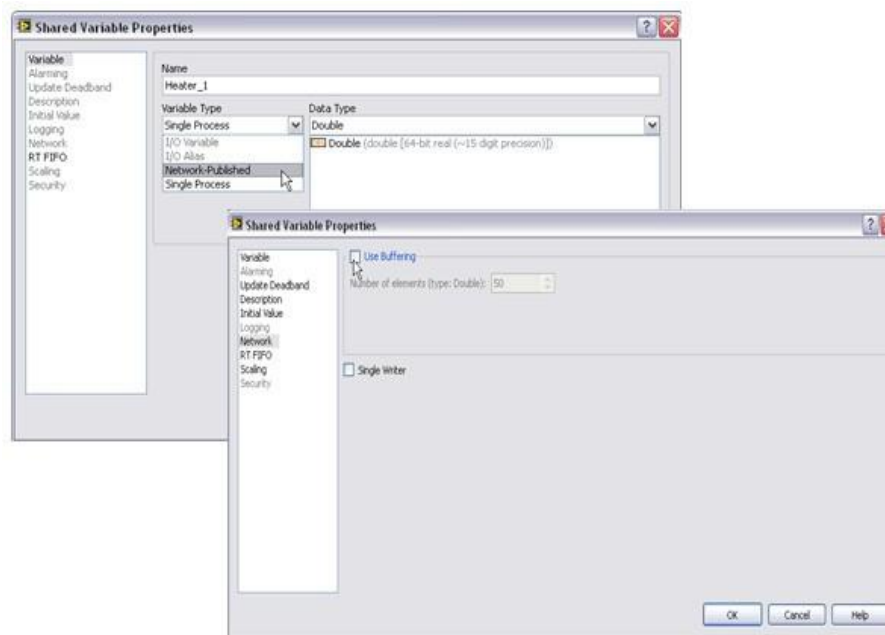 Shared Variable Properties
Variable
Alarming
Update Deadband
Description
Initial Value
Logging
Network
RT FIFO
Scaling
Security
Name
Heater_1
Variable Type
Single Process
I/O Variable
I/O Alias
Network-Published
Single Process
Data Type
Double
Double (double [64-bit real (~15 digit precision)])
Shared Variable Properties
Variable
Alarming
Update Deadband
Description
Initial Value
Logging
Network
RT FIFO
Scaling
Security
Use Buffering
Number of elements (type: Double): 50
Single Writer
OK Cancel Help